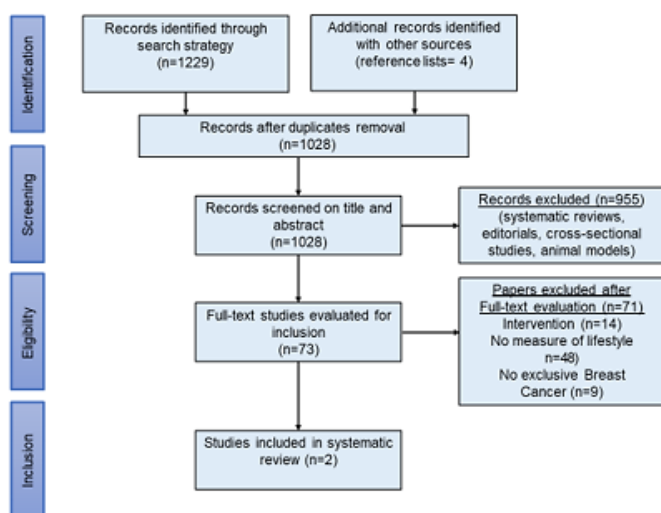 Identification
Records identified through
search strategy
(n=1229)
Additional records identified
with other sources
(reference lists= 4)
Records after duplicates removal
(n=1028)
Screening
Records screened on title and
abstract
(n=1028)
Records excluded (n=955)
(systematic reviews,
editorials, cross-sectional
studies, animal models)
Eligibility
Full-text studies evaluated for
inclusion
(n=73)
Papers excluded after
Full-text evaluation (n=71)
Intervention (n=14)
No measure of lifestyle
n=48)
No exclusive Breast
Cancer (n=9)
Inclusion
Studies included in systematic
review (n=2)